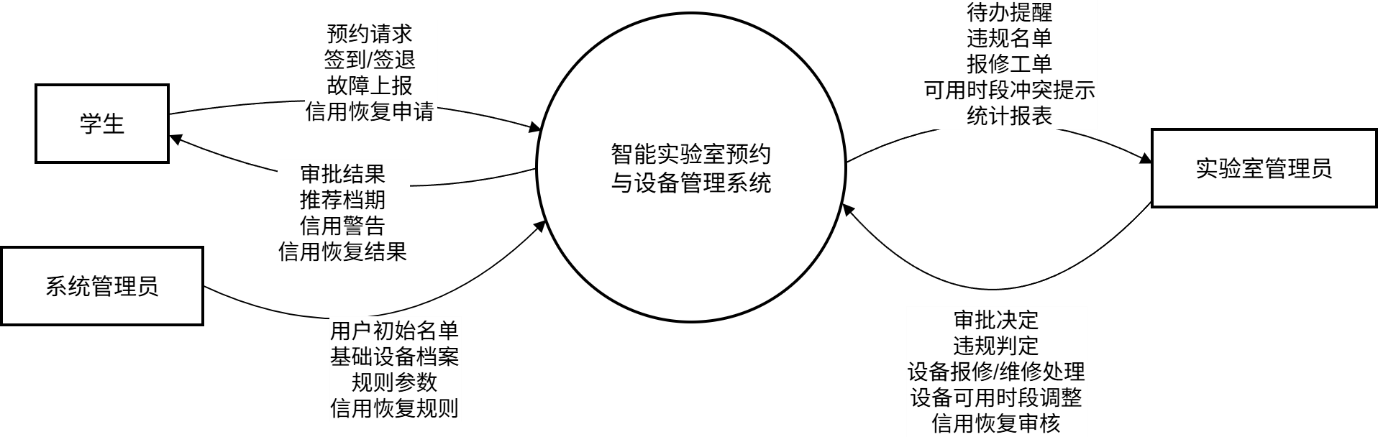 预约请求
签到/签退
故障上报
信用恢复申请
学生
审批结果
推荐档期
信用警告
信用恢复结果
系统管理员
用户初始名单
基础设备档案
规则参数
信用恢复规则
智能实验室预约
与设备管理系统
待办提醒
违规名单
报修工单
可用时段冲突提示
统计报表
实验室管理员
审批决定
违规判定
设备报修/维修处理
设备可用时段调整
信用恢复审核